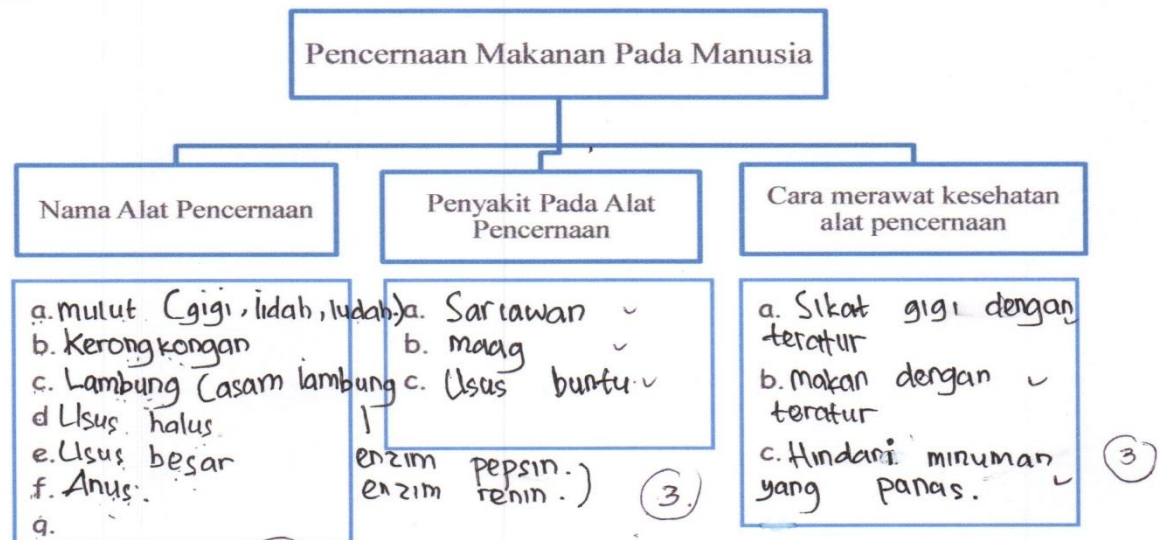 Pencernaan Makanan Pada Manusia
Nama Alat Pencernaan
a. mulut (gigi, lidah, ludah.)
b. Kerongkongan
c. Lambung (asam lambung
enzim pepsin.)
enzim renin.)
d Usus halus
e. Usus besar
f. Anus.
g.
Penyakit Pada Alat
Pencernaan
a. Sariawan
b. maag
c. Usus buntu
3.
Cara merawat kesehatan
alat pencernaan
a. Sikat gigi dengan
teratur
b. makan dengan
teratur
c. Hindari minuman
yang panas.
3